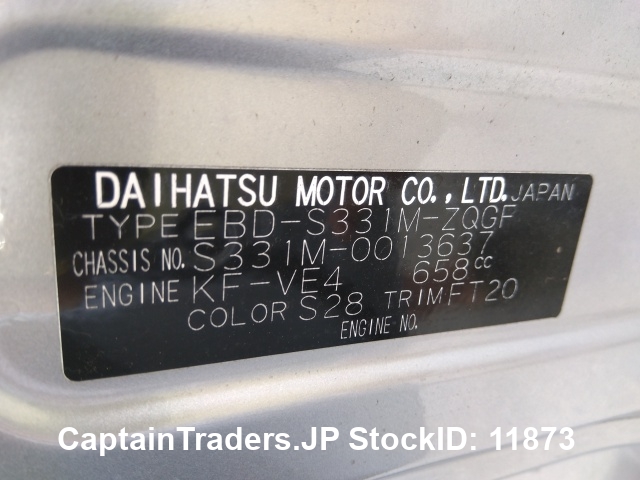 DAIHATSU MOTOR CO., LTD. JAPAN
TYPE EBD-S331M-ZQGF
CHASSIS NO. S331M-0013637
ENGINE KF-VE4 658cc
COLOR S28 TRIM FT20
ENGINE NO.
CaptainTraders.JP StockID: 11873